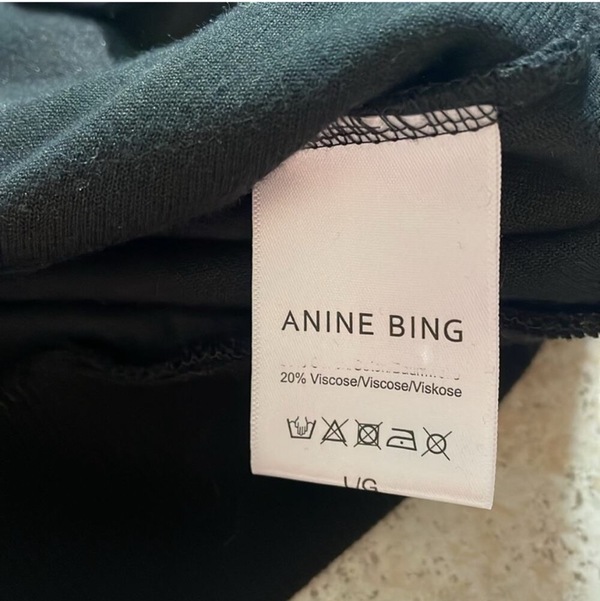 ANINE BING
20% Viscose/Viscose/Viskose
L/G